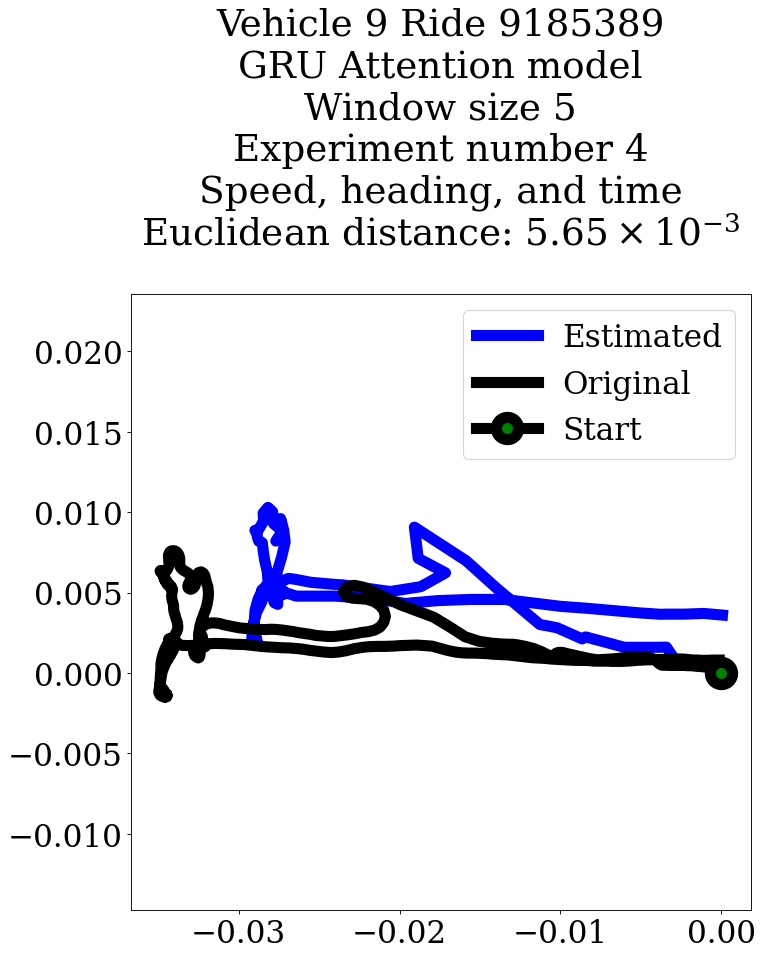 Vehicle 9 Ride 9185389
GRU Attention model
Window size 5
Experiment number 4
Speed, heading, and time
Euclidean distance: 5.65 × 10⁻³
Estimated
Original
Start
0.020
0.015
0.010
0.005
0.000
−0.005
−0.010
−0.03 −0.02 −0.01 0.00